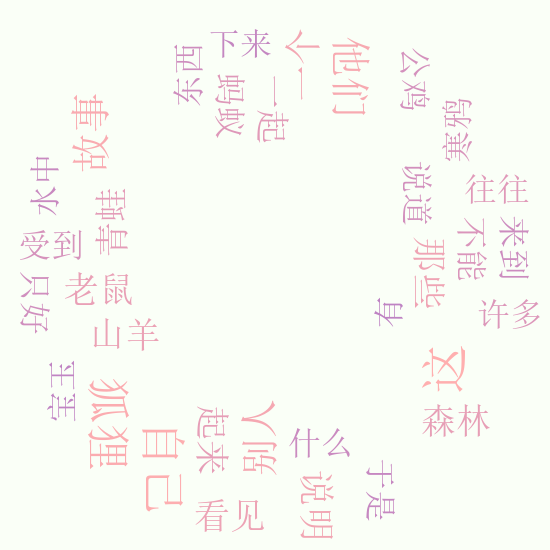 下来
一个
他们
东西
蚂蚁
一起
公鸡
寒鸦
故事
水中
青蛙
说道
往往
受到
那些
不能
来到
只好
老鼠
身
许多
山羊
这
宝玉
狐狸
森林
自己
起来
别人
什么
说明
于是
看见